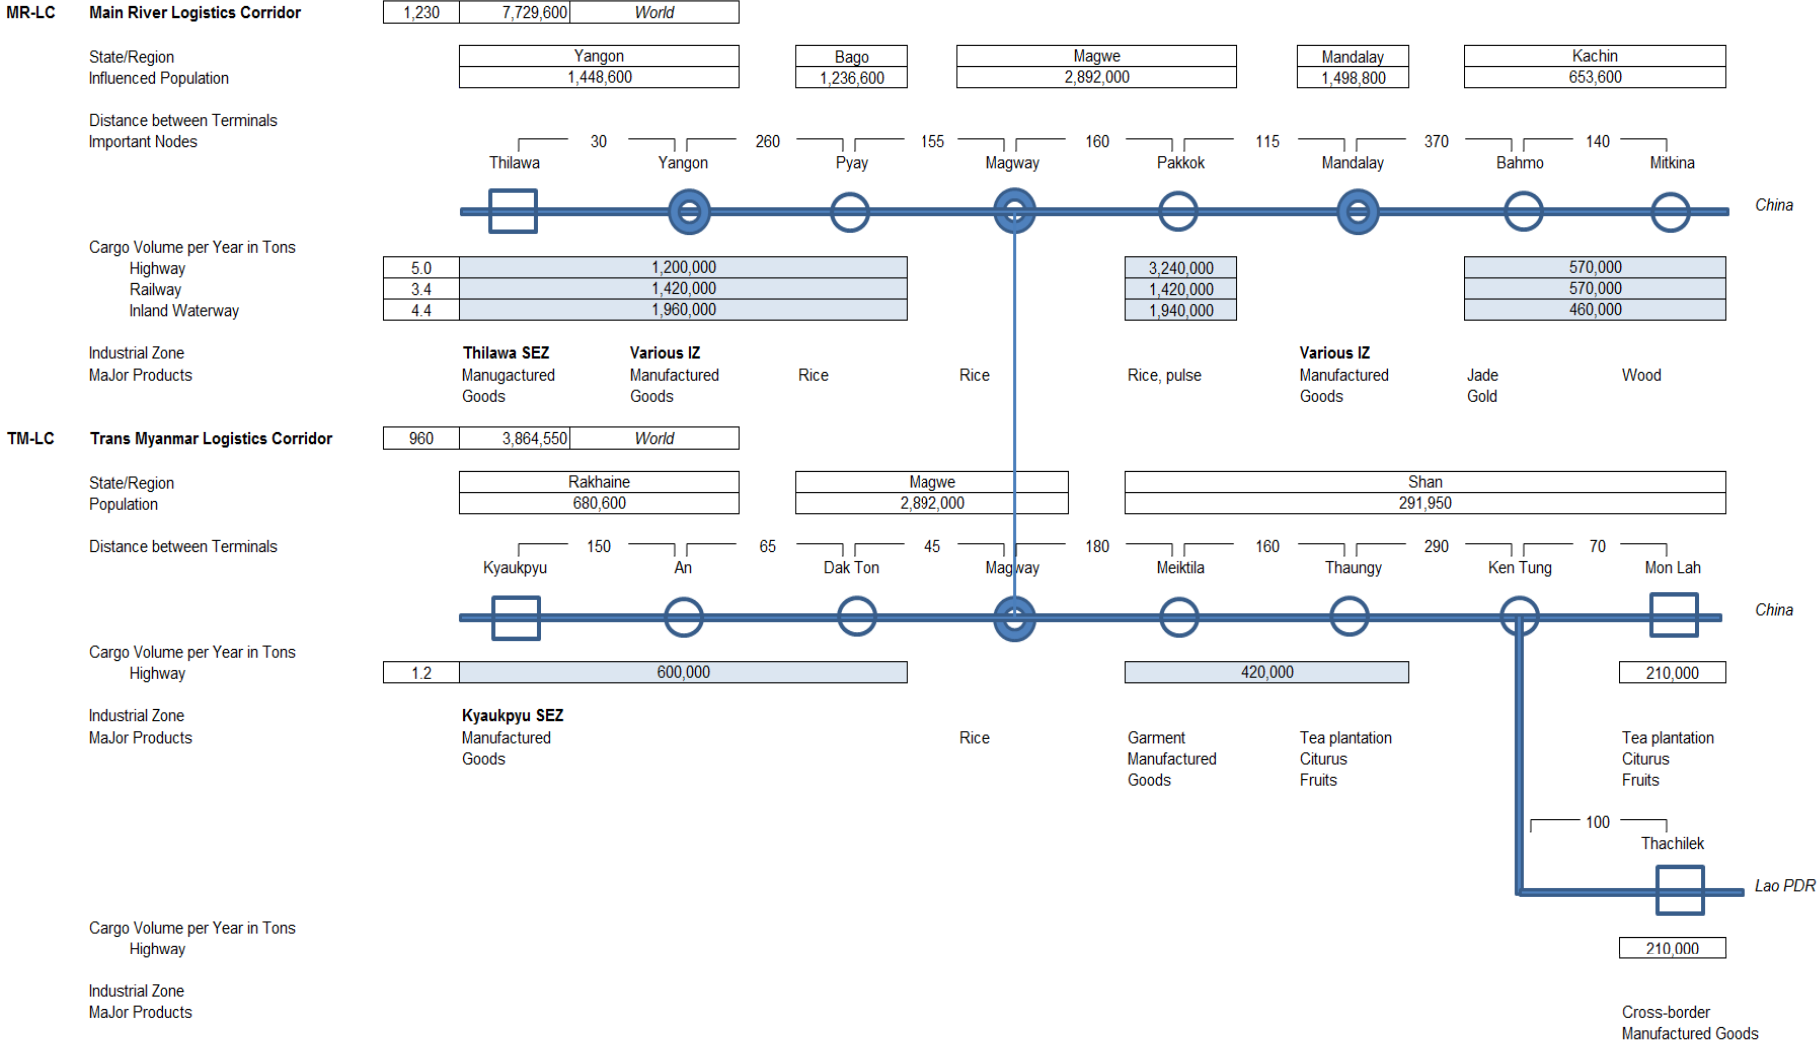 MR-LC Main River Logistics Corridor 1,230 7,729,600 World
State/Region Yangon Bago Magwe Mandalay Kachin
Influenced Population 1,448,600 1,236,600 2,892,000 1,498,800 653,600
Distance between Terminals
Important Nodes 30 260 155 160 115 370 140
Thilawa Yangon Pyay Magway Pakkok Mandalay Bahmo Mitkina
China
Cargo Volume per Year in Tons
Highway 5.0 1,200,000 3,240,000 570,000
Railway 3.4 1,420,000 1,420,000 570,000
Inland Waterway 4.4 1,960,000 1,940,000 460,000
Industrial Zone Thilawa SEZ Various IZ Various IZ
MaJor Products Manugactured Manufactured Rice Rice Rice, pulse Manufactured Jade Wood
Goods Goods Goods Gold
TM-LC Trans Myanmar Logistics Corridor 960 3,864,550 World
State/Region Rakhaine Magwe Shan
Population 680,600 2,892,000 291,950
Distance between Terminals 150 65 45 180 160 290 70
Kyaukpyu An Dak Ton Magway Meiktila Thaungy Ken Tung Mon Lah
China
Cargo Volume per Year in Tons
Highway 1.2 600,000 420,000 210,000
Industrial Zone Kyaukpyu SEZ
MaJor Products Manufactured Rice Garment Tea plantation Tea plantation
Goods Manufactured Citurus Citurus
Goods Fruits Fruits
100
Thachilek
Lao PDR
Cargo Volume per Year in Tons
Highway 210,000
Industrial Zone
MaJor Products Cross-border
Manufactured Goods